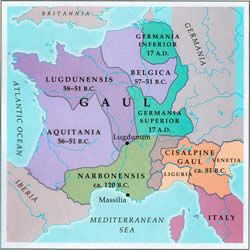 BRITANNIA
GERMANIA
INFERIOR
17 A.D.
GERMANIA
BELGICA
57–51 B.C.
LUGDUNENSIS
58–51 B.C.
GAUL
ATLANTIC OCEAN
GERMANIA
SUPERIOR
17 A.D.
AQUITANIA
56–51 B.C.
Lugdunum
CISALPINE
GAUL
ca. 81 B.C.
VENETIA
LIGURIA
NARBONENSIS
ca. 120 B.C.
Massilia
IBERIA
MEDITERRANEAN
SEA
ITALY